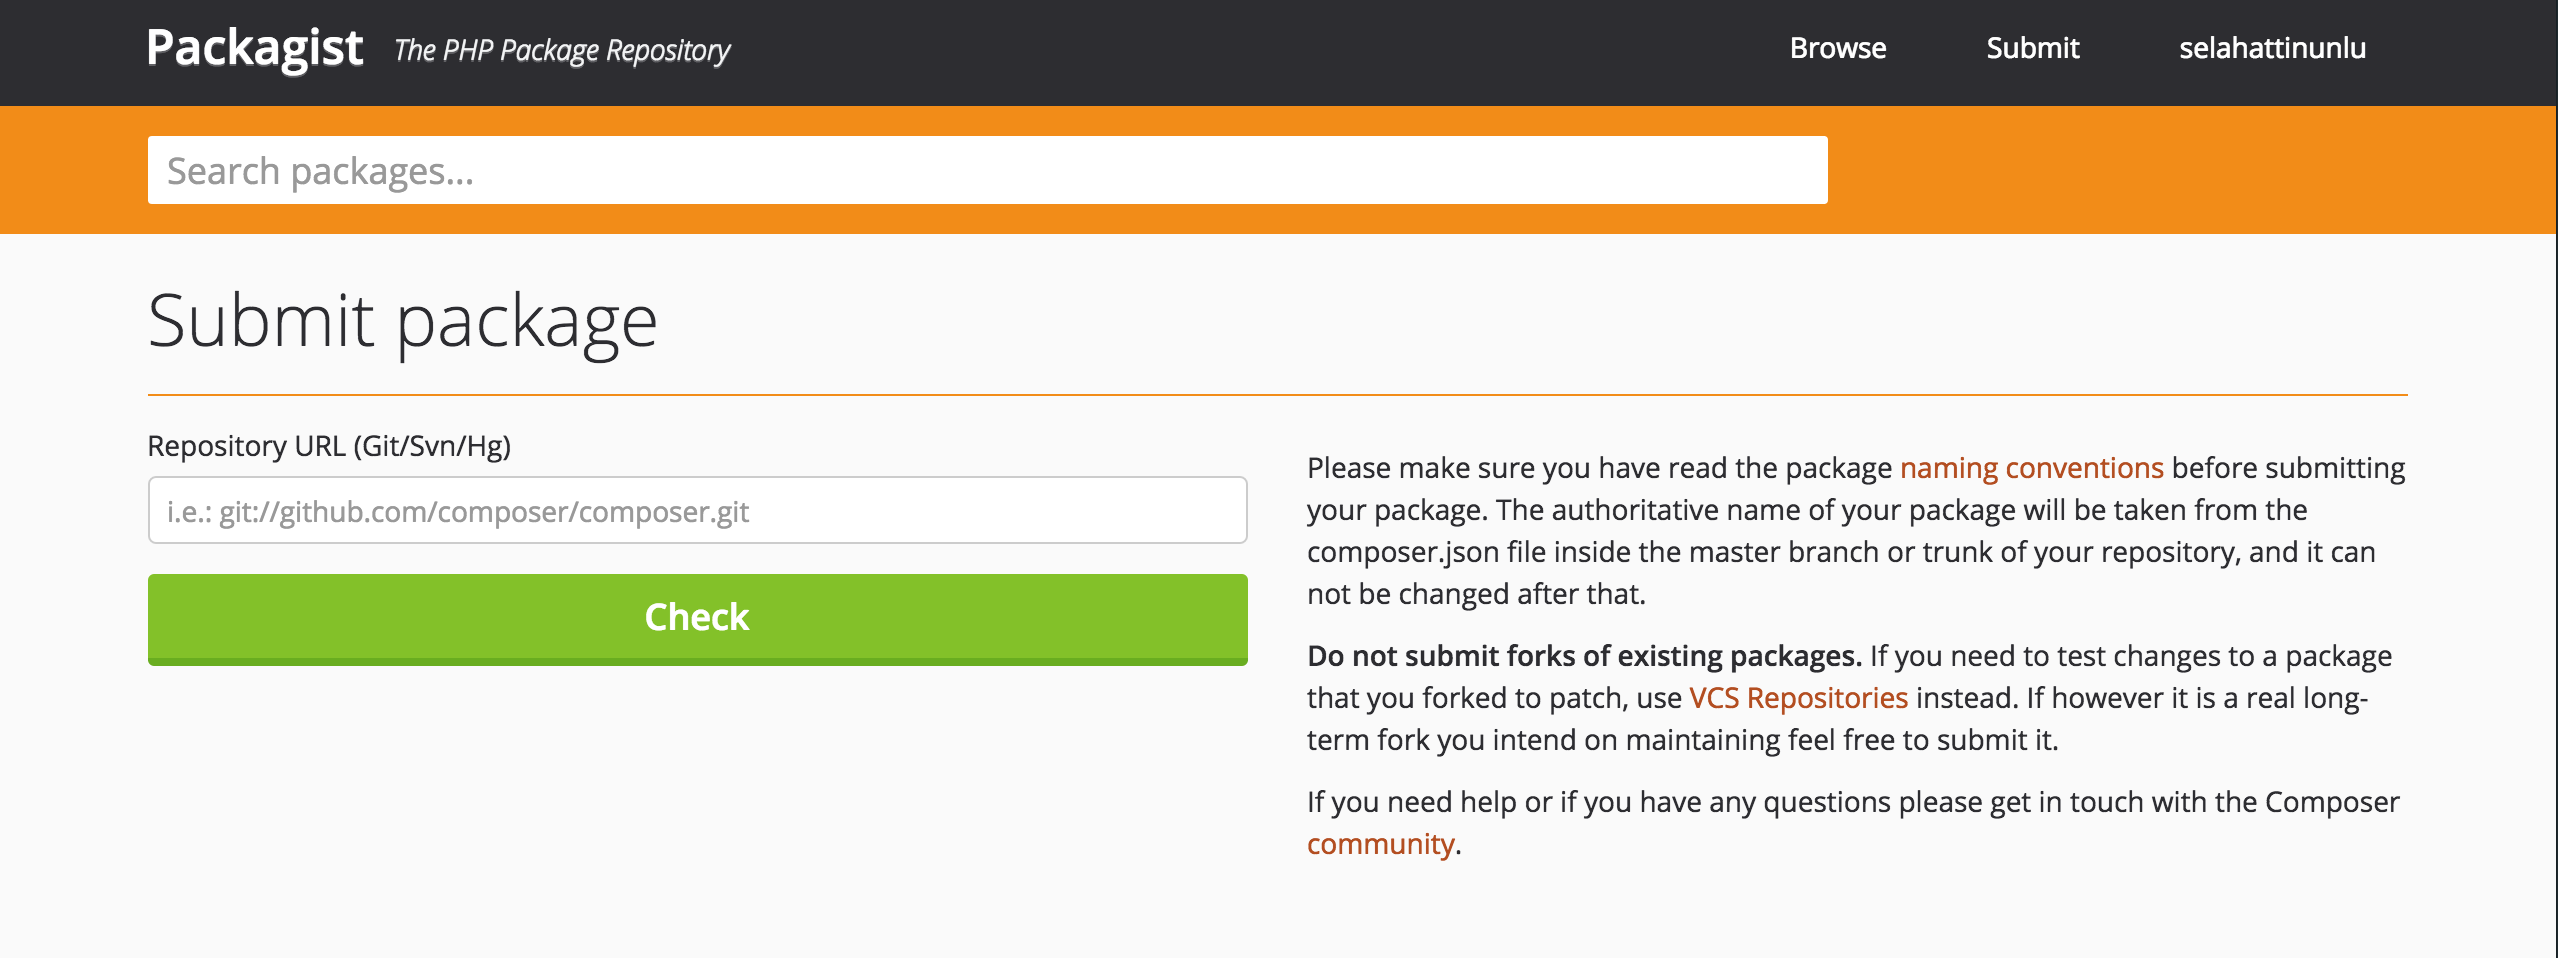 Packagist The PHP Package Repository Browse Submit selahattinunlu
Search packages...
Submit package
Repository URL (Git/Svn/Hg)
i.e.: git://github.com/composer/composer.git
Check
Please make sure you have read the package naming conventions before submitting
your package. The authoritative name of your package will be taken from the
composer.json file inside the master branch or trunk of your repository, and it can
not be changed after that.
Do not submit forks of existing packages. If you need to test changes to a package
that you forked to patch, use VCS Repositories instead. If however it is a real long-
term fork you intend on maintaining feel free to submit it.
If you need help or if you have any questions please get in touch with the Composer
community.